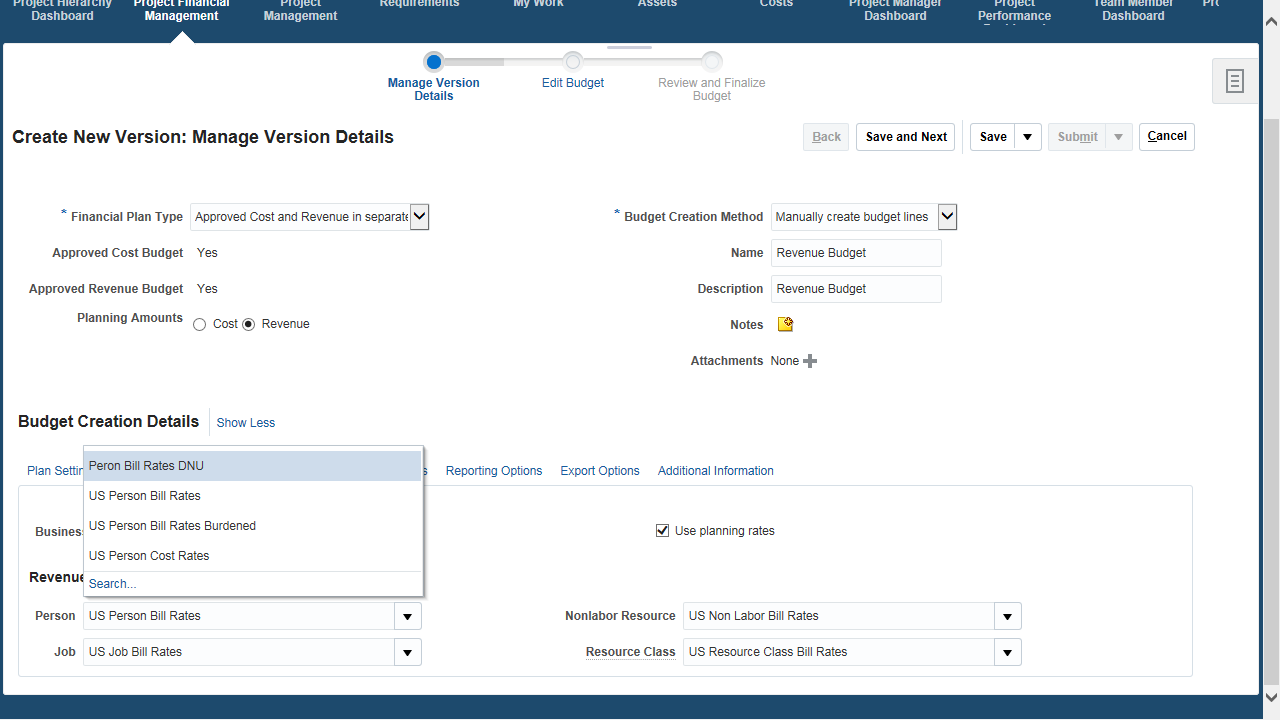 Project Hierarchy
Dashboard
Project Financial
Management
Project
Management
Requirements
My Work
Assets
Costs
Project Manager
Dashboard
Project
Performance
Team Member
Dashboard
Manage Version
Details
Edit Budget
Review and Finalize
Budget
Create New Version: Manage Version Details
Back
Save and Next
Save
Submit
Cancel
* Financial Plan Type
Approved Cost and Revenue in separate
* Budget Creation Method
Manually create budget lines
Approved Cost Budget Yes
Name Revenue Budget
Approved Revenue Budget Yes
Description Revenue Budget
Planning Amounts Cost Revenue
Notes
Attachments None
Budget Creation Details Show Less
Plan Settin
s
Reporting Options
Export Options
Additional Information
Peron Bill Rates DNU
US Person Bill Rates
US Person Bill Rates Burdened
US Person Cost Rates
Search...
Business
Use planning rates
Revenue
Person US Person Bill Rates
Nonlabor Resource US Non Labor Bill Rates
Job US Job Bill Rates
Resource Class US Resource Class Bill Rates